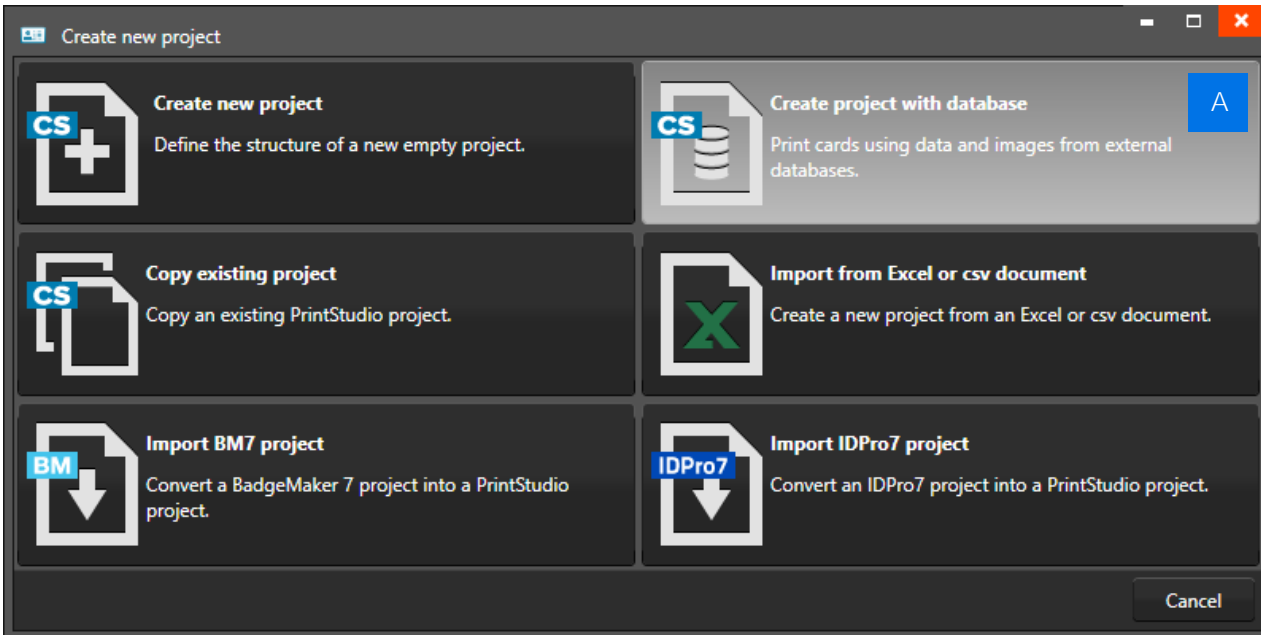 Create new project
CS
Create new project
Define the structure of a new empty project.
CS
Create project with database
A
Print cards using data and images from external
databases.
CS
Copy existing project
Copy an existing PrintStudio project.
Import from Excel or csv document
Create a new project from an Excel or csv document.
BM
Import BM7 project
Convert a BadgeMaker 7 project into a PrintStudio
project.
IDPro7
Import IDPro7 project
Convert an IDPro7 project into a PrintStudio project.
Cancel